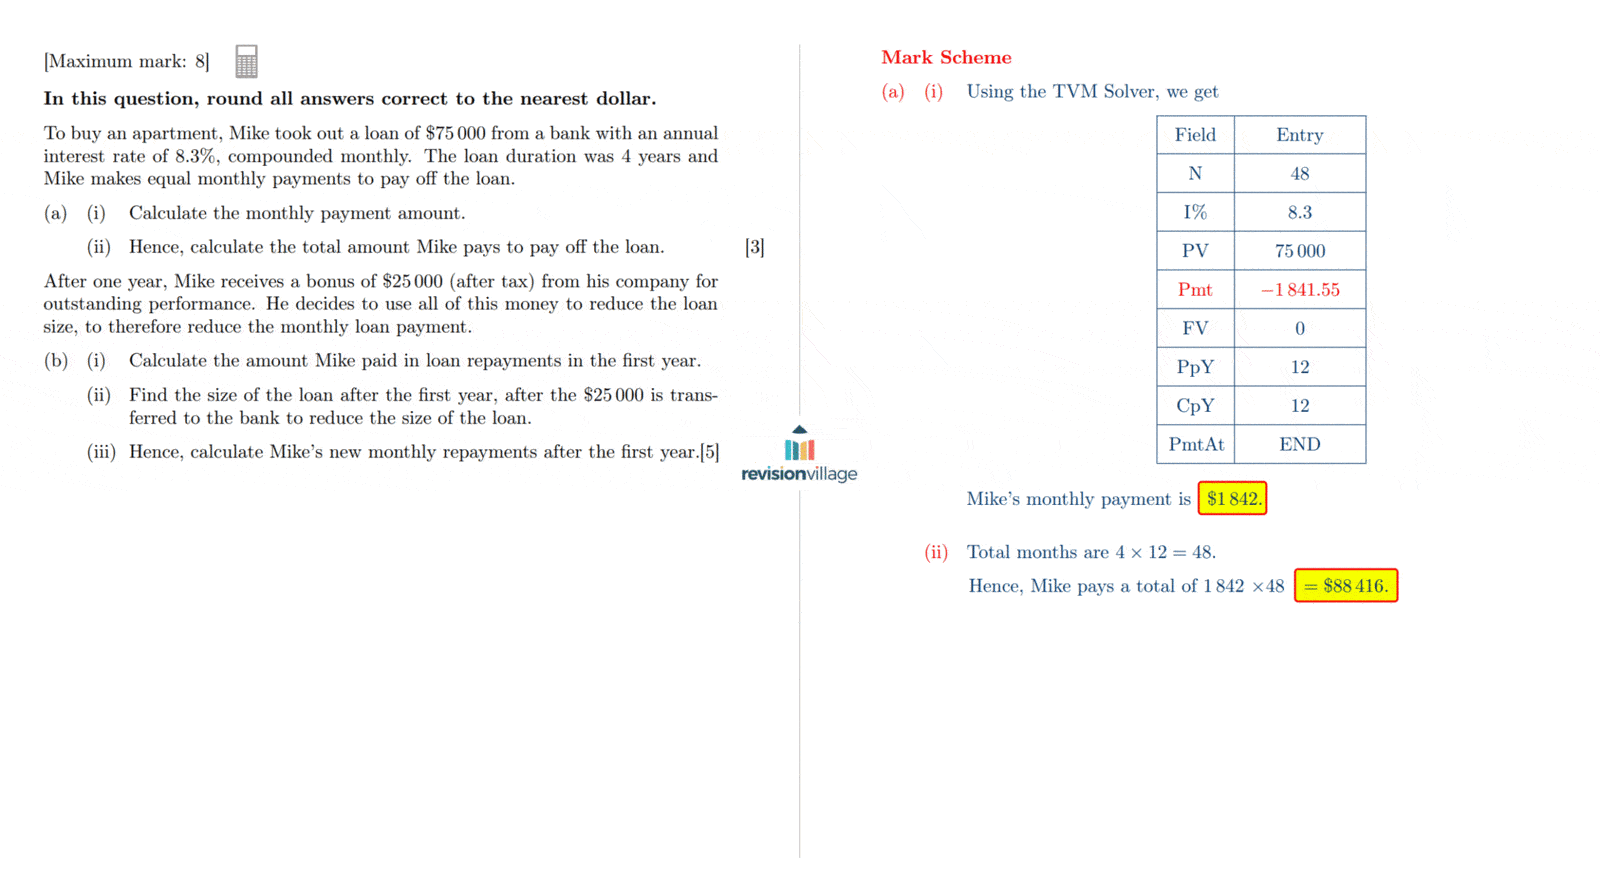 [Maximum mark: 8]
In this question, round all answers correct to the nearest dollar.
To buy an apartment, Mike took out a loan of $75 000 from a bank with an annual
interest rate of 8.3%, compounded monthly. The loan duration was 4 years and
Mike makes equal monthly payments to pay off the loan.
(a) (i) Calculate the monthly payment amount.
(ii) Hence, calculate the total amount Mike pays to pay off the loan. [3]
After one year, Mike receives a bonus of $25 000 (after tax) from his company for
outstanding performance. He decides to use all of this money to reduce the loan
size, to therefore reduce the monthly loan payment.
(b) (i) Calculate the amount Mike paid in loan repayments in the first year.
(ii) Find the size of the loan after the first year, after the $25 000 is trans-
ferred to the bank to reduce the size of the loan.
(iii) Hence, calculate Mike's new monthly repayments after the first year.[5]
revisionvillage
Mark Scheme
(a) (i) Using the TVM Solver, we get
Field Entry
N 48
I% 8.3
PV 75 000
Pmt −1 841.55
FV 0
PpY 12
CpY 12
PmtAt END
Mike's monthly payment is $1 842.
(ii) Total months are 4 × 12 = 48.
Hence, Mike pays a total of 1 842 ×48 = $88 416.